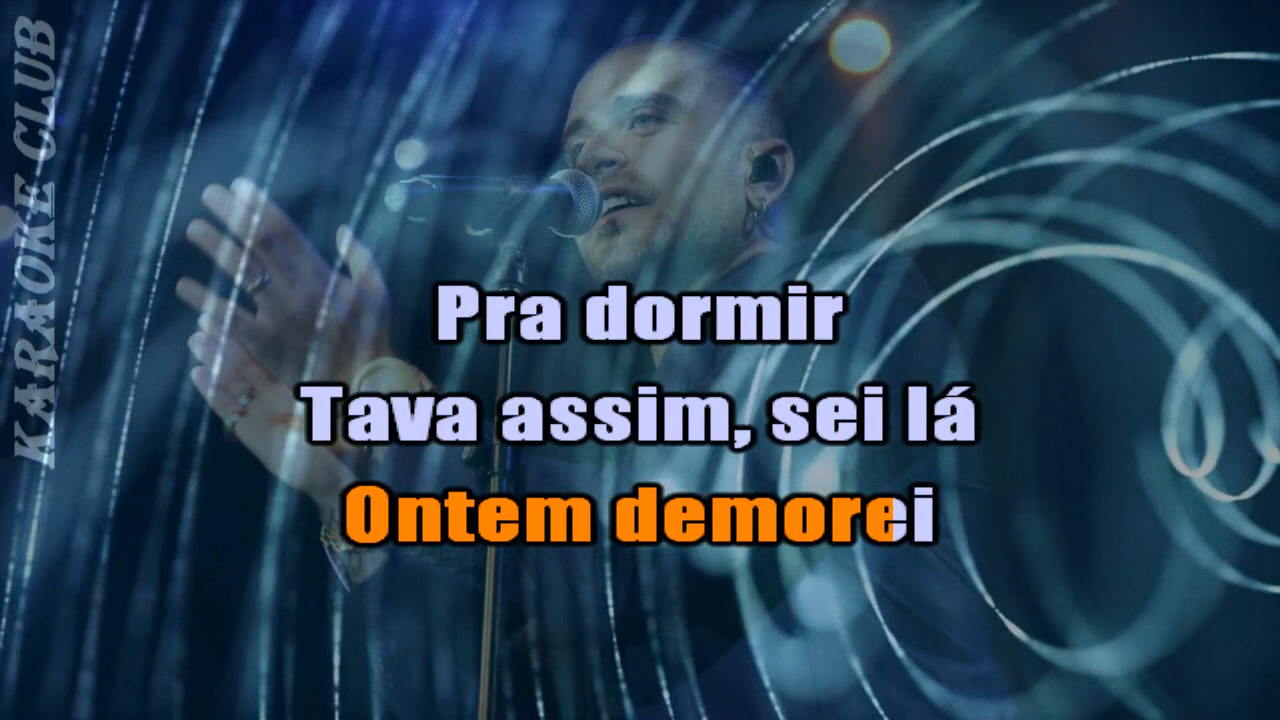 KARAOKE CLUB
Pra dormir
Tava assim, sei lá
Ontem demorei